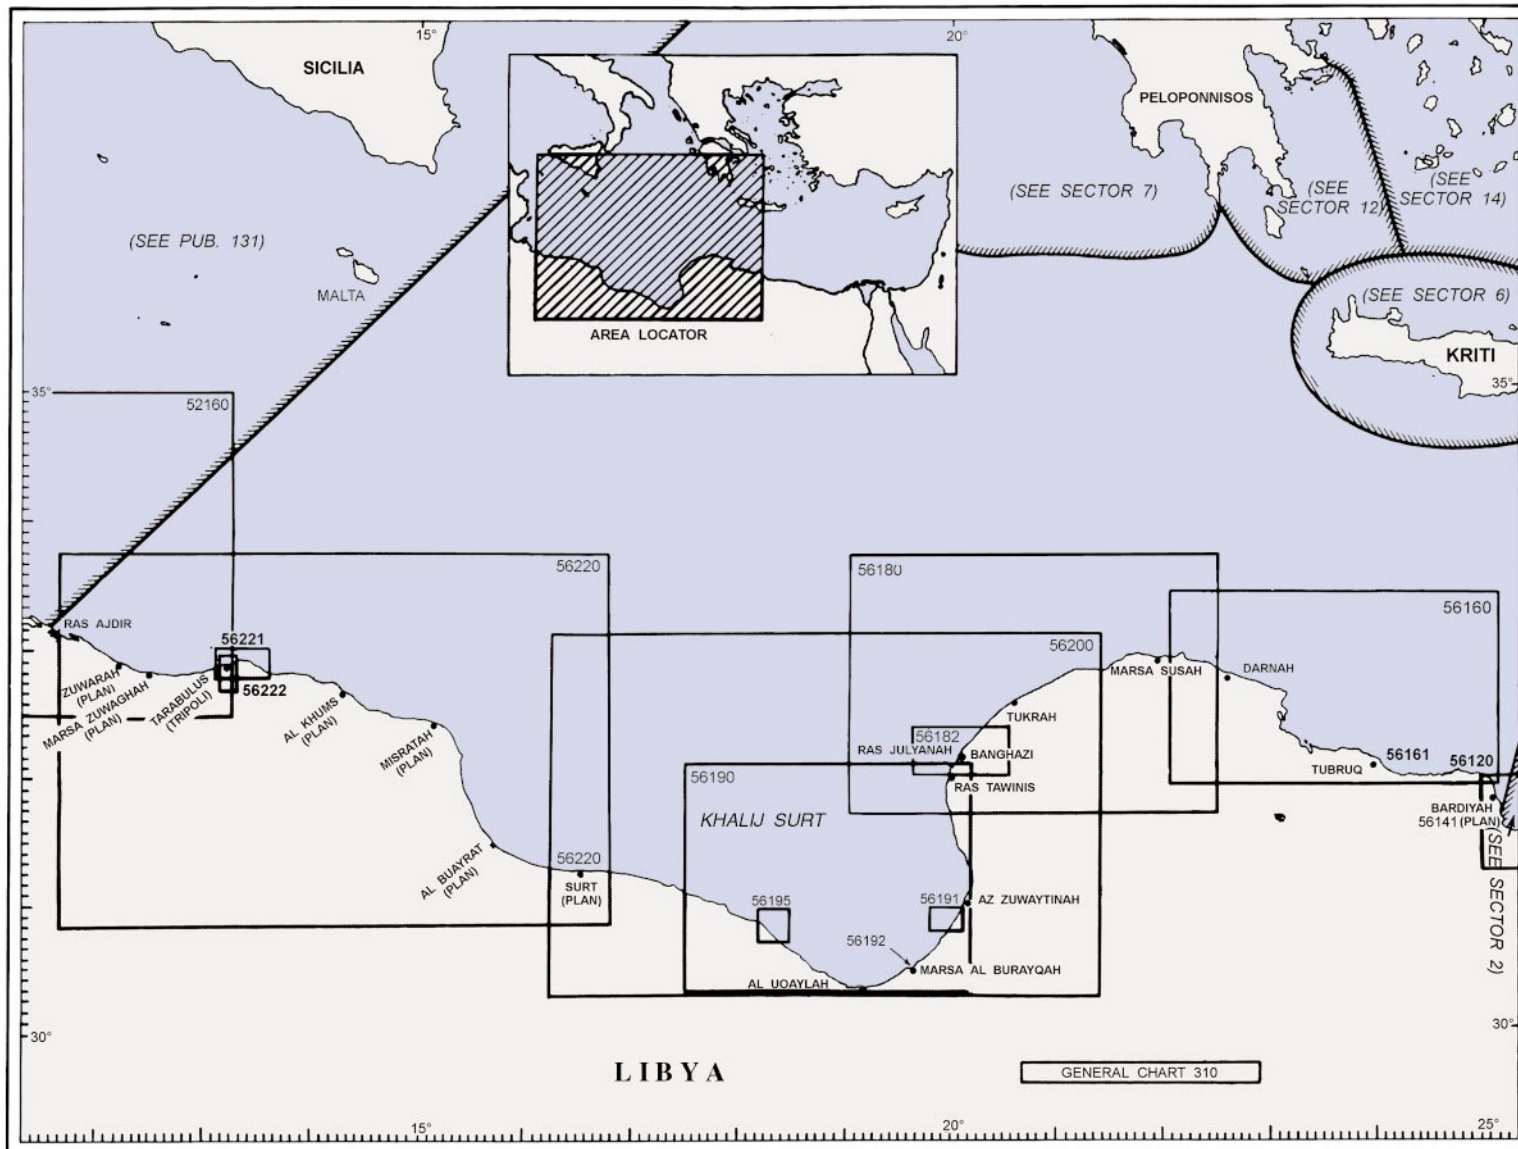 15°
20°
SICILIA
PELOPONNISOS
(SEE SECTOR 7)
(SEE
SECTOR 12)
(SEE
SECTOR 14)
(SEE PUB. 131)
MALTA
(SEE SECTOR 6)
AREA LOCATOR
KRITI
35°
35°
52160
56220
56180
56160
RAS AJDIR
56221
56200
MARSA SUSAH
DARNAH
ZUWARAH
(PLAN)
MARSA ZUWAGHAH
(PLAN)
TARABULUS
(TRIPOLI)
56222
AL KHUMS
(PLAN)
MISRATAH
(PLAN)
TUKRAH
56182
RAS JULYANAH
BANGHAZI
56161
56120
TUBRUQ
56190
RAS TAWINIS
KHALIJ SURT
BARDIYAH
56141 (PLAN)
(SEE SECTOR 2)
AL BUAYRAT
(PLAN)
56220
SURT
(PLAN)
56195
56191
AZ ZUWAYTINAH
56192
MARSA AL BURAYQAH
AL UOAYLAH
30°
30°
LIBYA
GENERAL CHART 310
15°
20°
25°